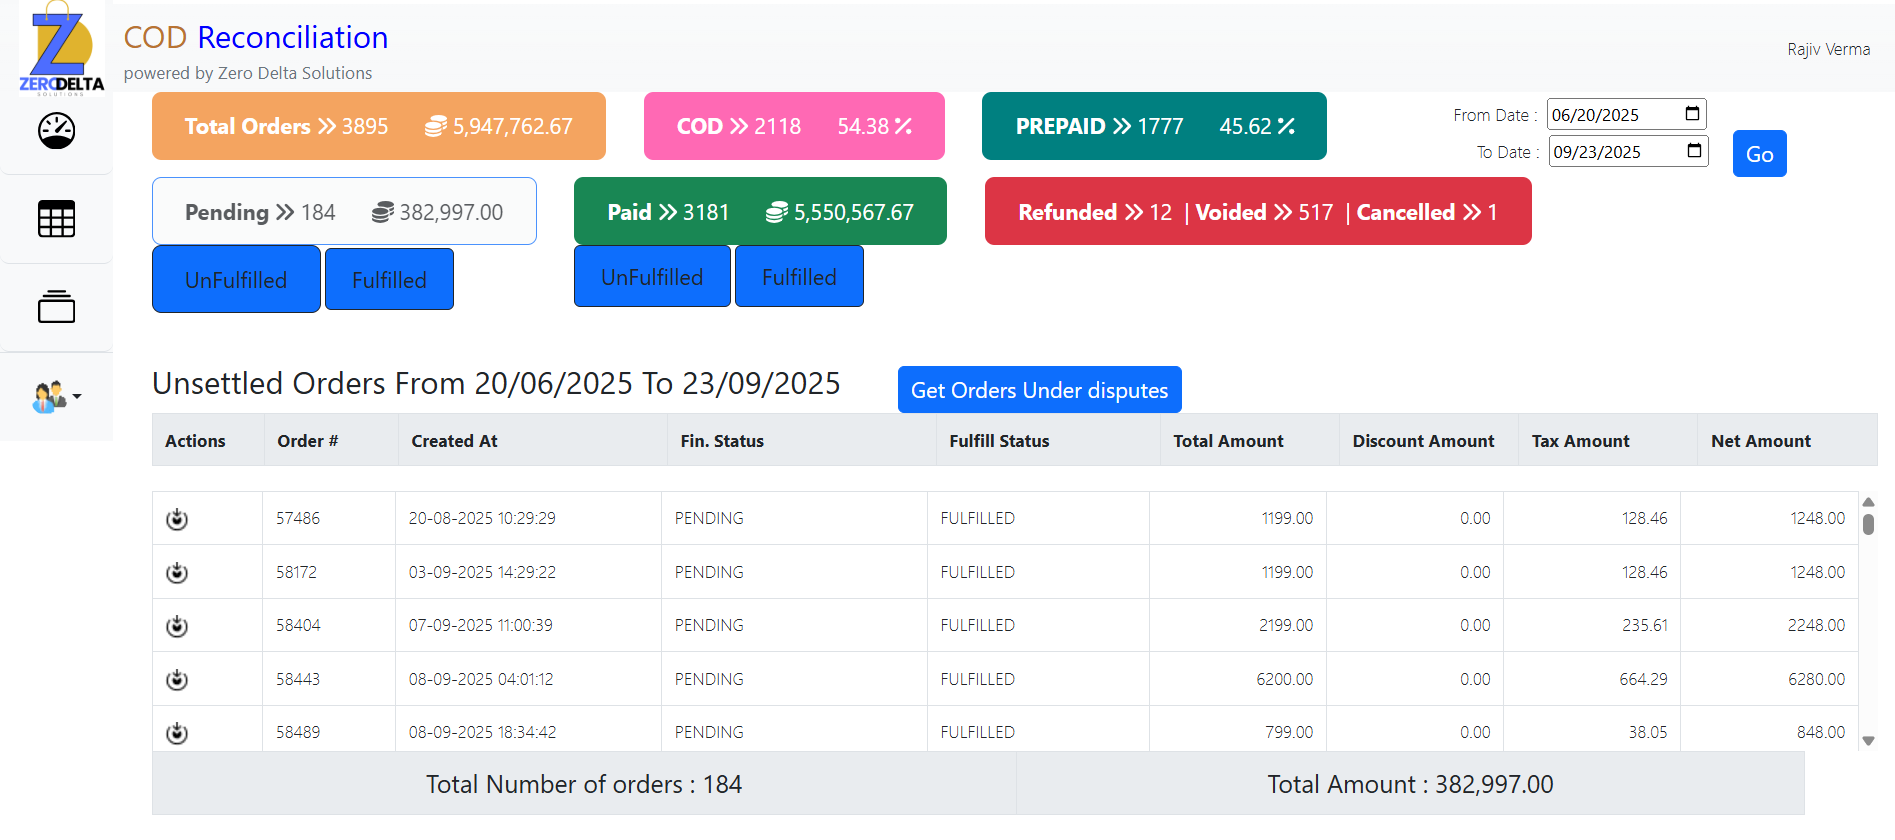 ZERODELTA
SOLUTIONS
COD Reconciliation
powered by Zero Delta Solutions
Rajiv Verma
Total Orders 3895 5,947,762.67
COD 2118 54.38 %
PREPAID 1777 45.62 %
From Date : 06/20/2025
To Date : 09/23/2025
Go
Pending 184 382,997.00
Paid 3181 5,550,567.67
Refunded 12 | Voided 517 | Cancelled 1
UnFulfilled Fulfilled
UnFulfilled Fulfilled
Unsettled Orders From 20/06/2025 To 23/09/2025
Get Orders Under disputes
Actions Order # Created At Fin. Status Fulfill Status Total Amount Discount Amount Tax Amount Net Amount
57486 20-08-2025 10:29:29 PENDING FULFILLED 1199.00 0.00 128.46 1248.00
58172 03-09-2025 14:29:22 PENDING FULFILLED 1199.00 0.00 128.46 1248.00
58404 07-09-2025 11:00:39 PENDING FULFILLED 2199.00 0.00 235.61 2248.00
58443 08-09-2025 04:01:12 PENDING FULFILLED 6200.00 0.00 664.29 6280.00
58489 08-09-2025 18:34:42 PENDING FULFILLED 799.00 0.00 38.05 848.00
Total Number of orders : 184 Total Amount : 382,997.00